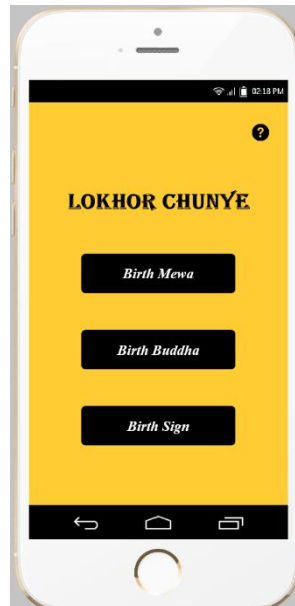 02:18 PM
?
LOKHOR CHUNYE
Birth Mewa
Birth Buddha
Birth Sign